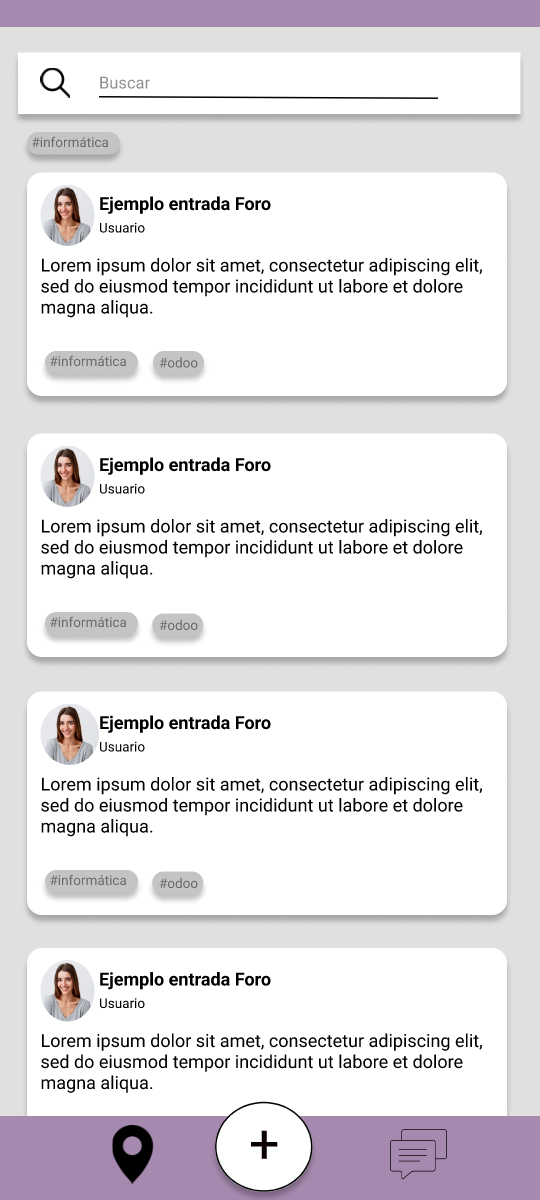 Buscar
#informática
Ejemplo entrada Foro
Usuario
Lorem ipsum dolor sit amet, consectetur adipiscing elit,
sed do eiusmod tempor incididunt ut labore et dolore
magna aliqua.
#informática #odoo
Ejemplo entrada Foro
Usuario
Lorem ipsum dolor sit amet, consectetur adipiscing elit,
sed do eiusmod tempor incididunt ut labore et dolore
magna aliqua.
#informática #odoo
Ejemplo entrada Foro
Usuario
Lorem ipsum dolor sit amet, consectetur adipiscing elit,
sed do eiusmod tempor incididunt ut labore et dolore
magna aliqua.
#informática #odoo
Ejemplo entrada Foro
Usuario
Lorem ipsum dolor sit amet, consectetur adipiscing elit,
sed do eiusmod tempor incididunt ut labore et dolore
magna aliqua.
+